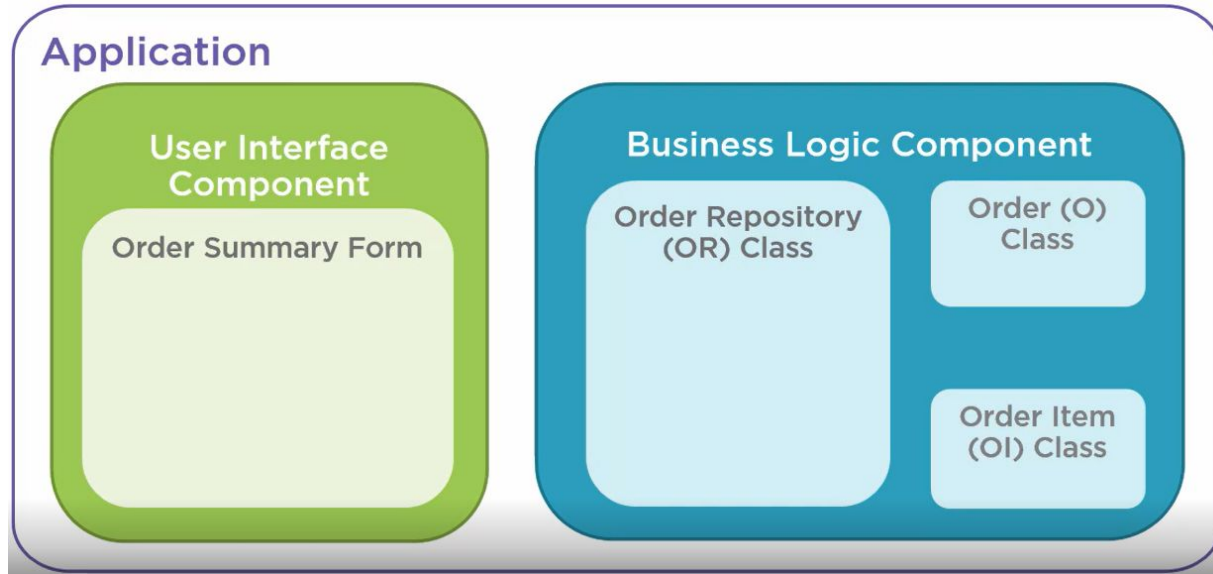 Application
User Interface
Component
Order Summary Form
Business Logic Component
Order Repository
(OR) Class
Order (O)
Class
Order Item
(OI) Class